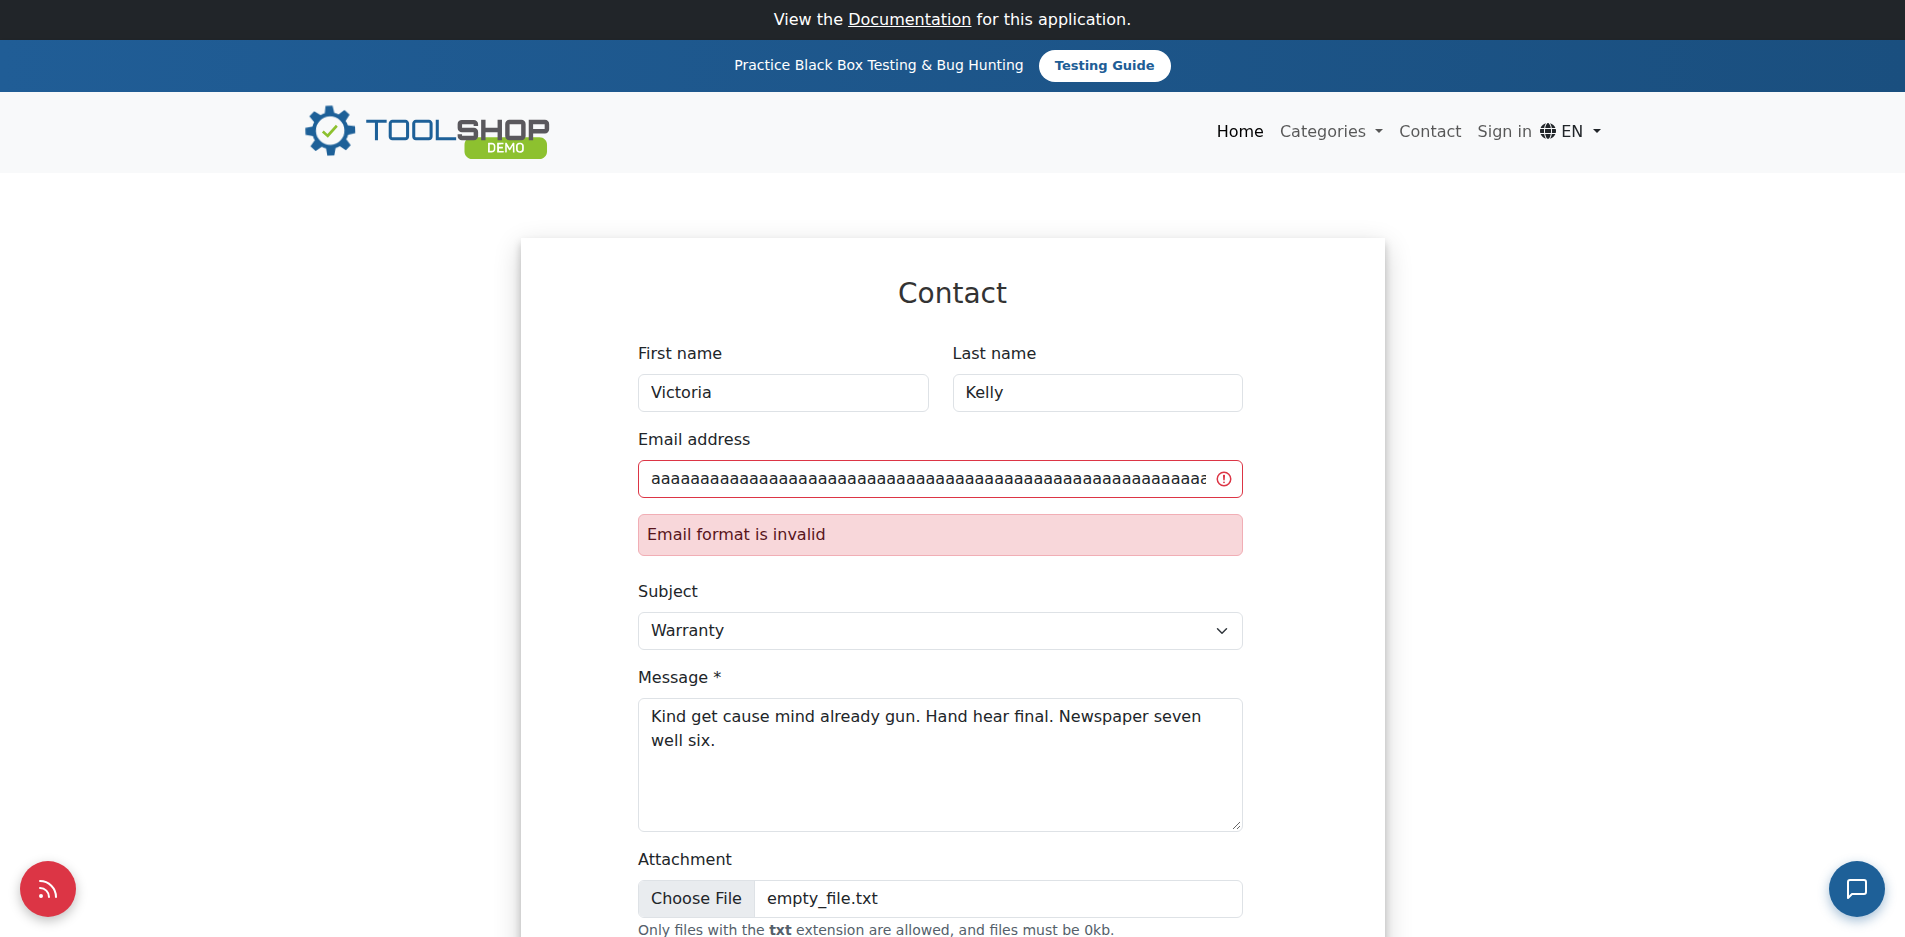 View the Documentation for this application.
Practice Black Box Testing & Bug Hunting Testing Guide
TOOLSHOP
DEMO
Home Categories Contact Sign in EN
Contact
First name Last name
Victoria Kelly
Email address
aaaaaaaaaaaaaaaaaaaaaaaaaaaaaaaaaaaaaaaaaaaaaaaaaaaaaaaaa
Email format is invalid
Subject
Warranty
Message *
Kind get cause mind already gun. Hand hear final. Newspaper seven
well six.
Attachment
Choose File empty_file.txt
Only files with the txt extension are allowed, and files must be 0kb.